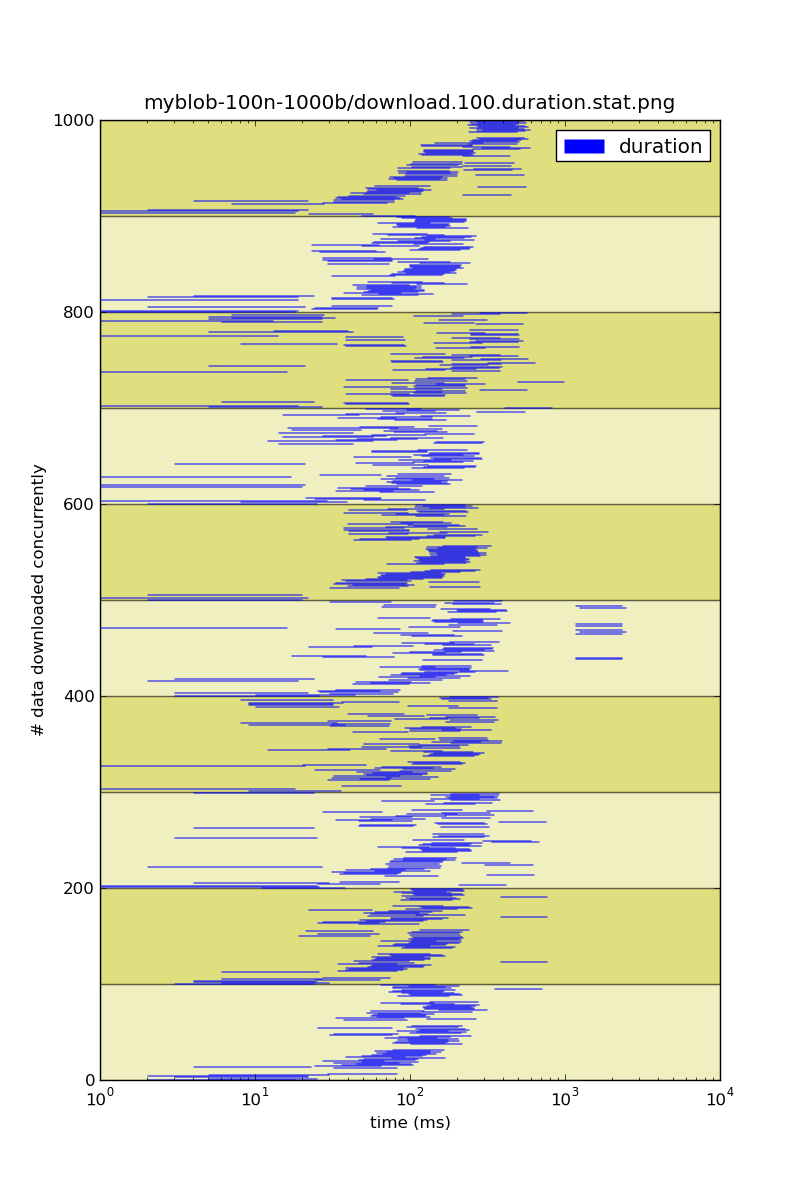 myblob-100n-1000b/download.100.duration.stat.png
duration
1000
800
600
400
200
0
# data downloaded concurrently
10^0 10^1 10^2 10^3 10^4
time (ms)